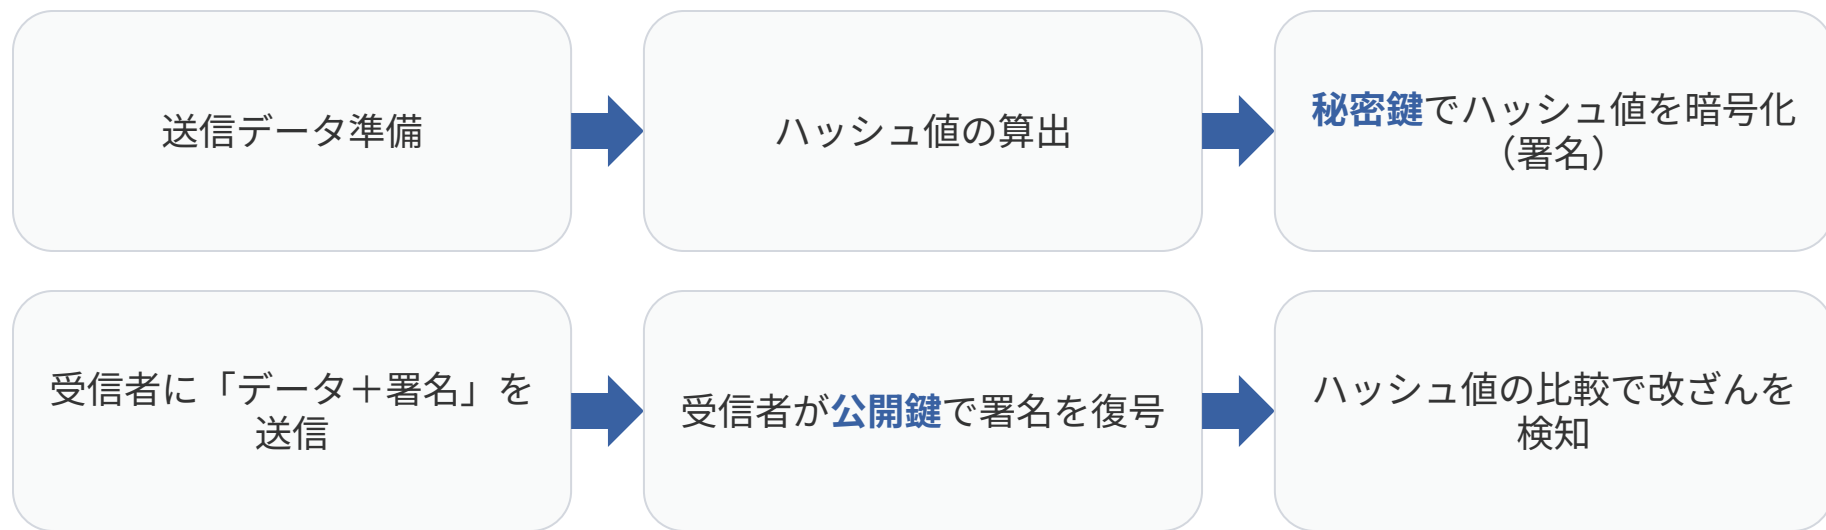 送信データ準備
ハッシュ値の算出
秘密鍵でハッシュ値を暗号化
（署名）
受信者に「データ＋署名」を
送信
受信者が公開鍵で署名を復号
ハッシュ値の比較で改ざんを
検知